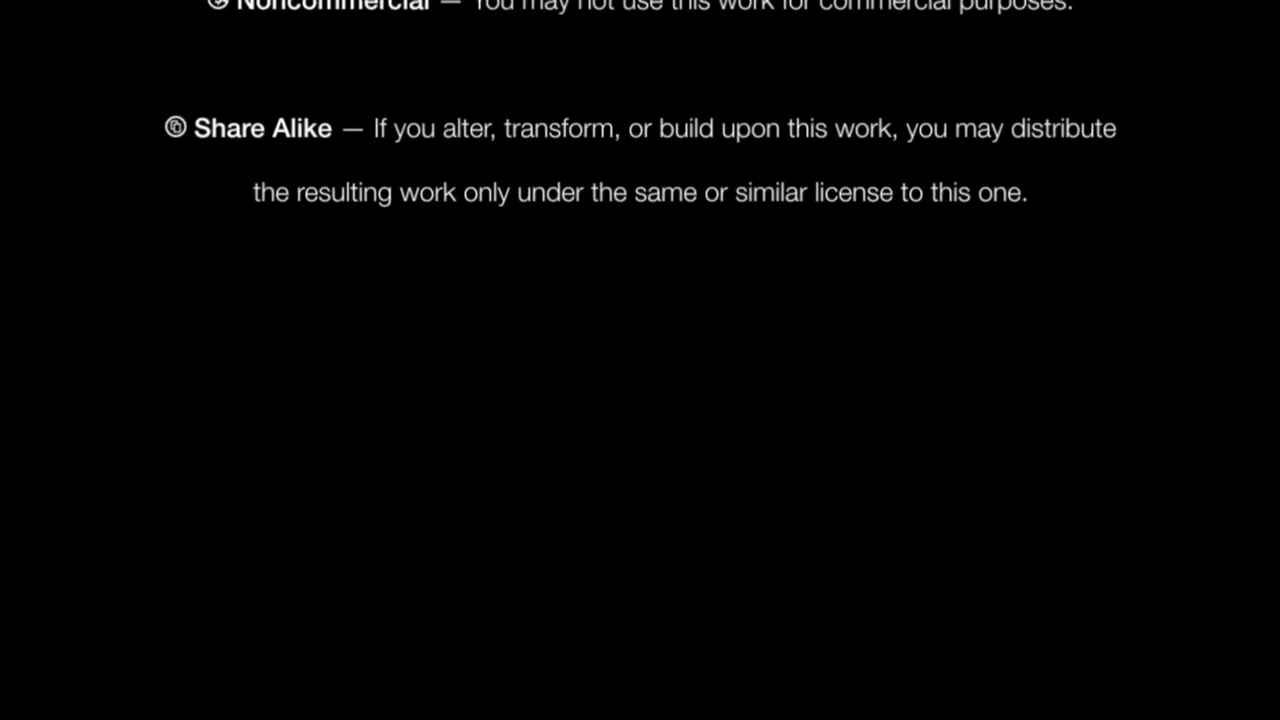 Noncommercial — You may not use this work for commercial purposes.
Share Alike — If you alter, transform, or build upon this work, you may distribute
the resulting work only under the same or similar license to this one.